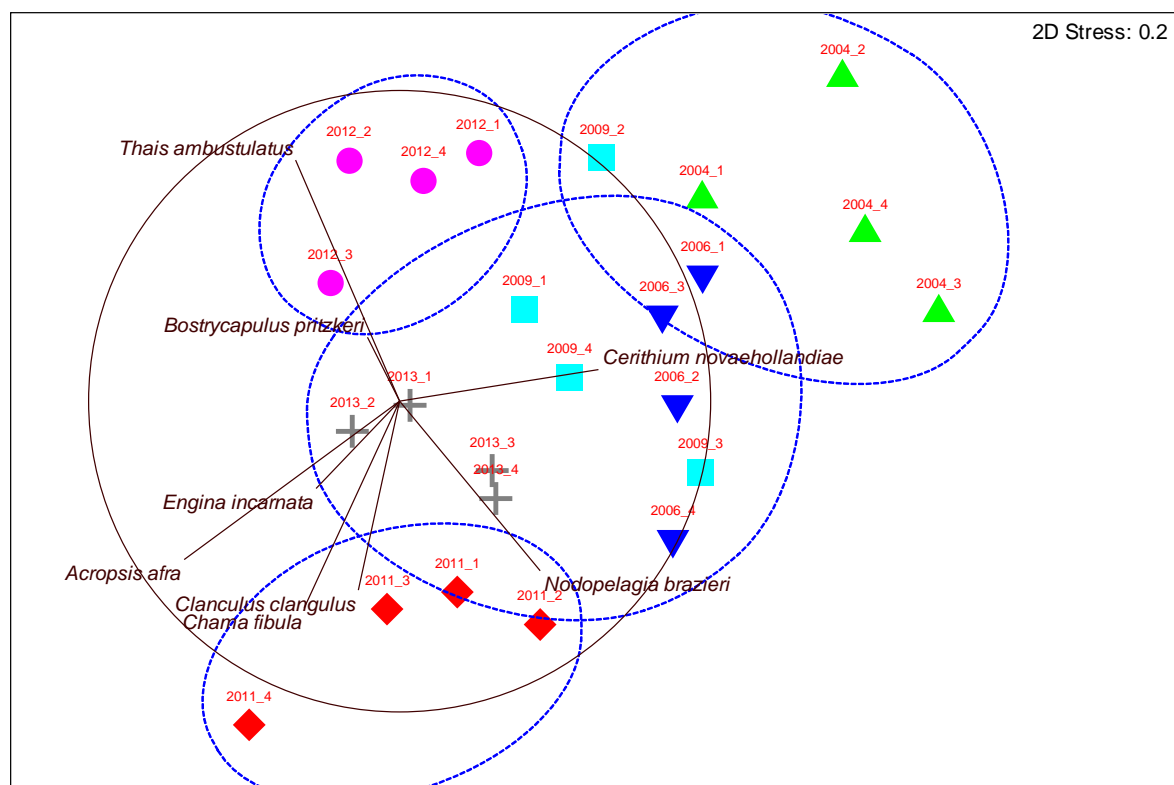 2D Stress: 0.2
2004_2
2012_1
2012_2
2009_2
Thais ambustulatus
2012_4
2004_1
2004_4
2006_1
2012_3
2009_1
2006_3
2004_3
Bostrycapulus pritzkeri
2009_4
Cerithium novaehollandiae
2013_1
2006_2
2013_2
2013_3
2009_3
2013_4
Engina incarnata
2006_4
Acropsis afra
2011_1
Nodopelagia brazieri
2011_3
2011_2
Clanculus clangulus
Chama fibula
2011_4